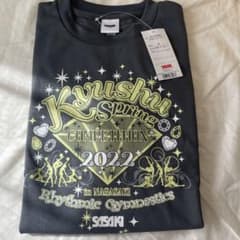 Kyushu
Spring
2022
in NAGASAKI
Rhythmic Gymnastics
SASAKI